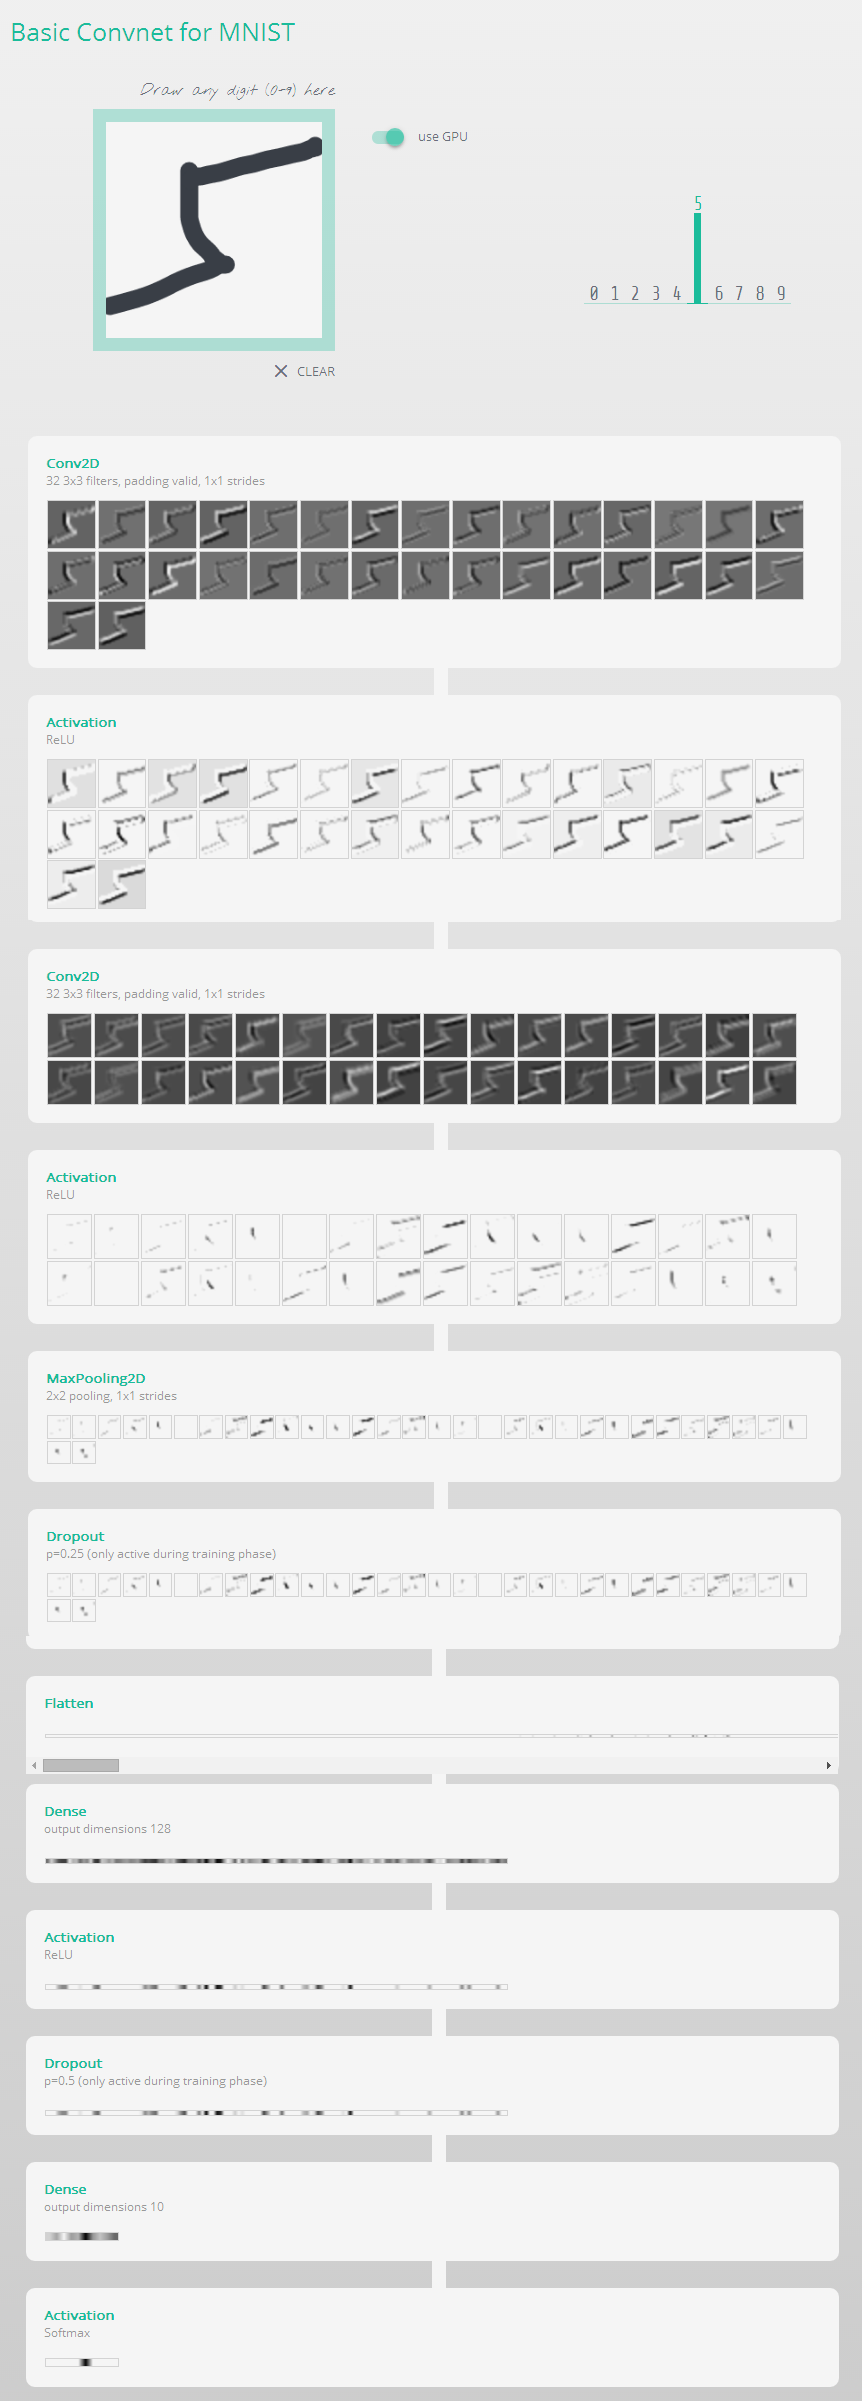 Basic Convnet for MNIST
Draw any digit (0-9) here
use GPU
5
0 1 2 3 4 6 7 8 9
CLEAR
Conv2D
32 3x3 filters, padding valid, 1x1 strides
Activation
ReLU
Conv2D
32 3x3 filters, padding valid, 1x1 strides
Activation
ReLU
MaxPooling2D
2x2 pooling, 1x1 strides
Dropout
p=0.25 (only active during training phase)
Flatten
Dense
output dimensions 128
Activation
ReLU
Dropout
p=0.5 (only active during training phase)
Dense
output dimensions 10
Activation
Softmax